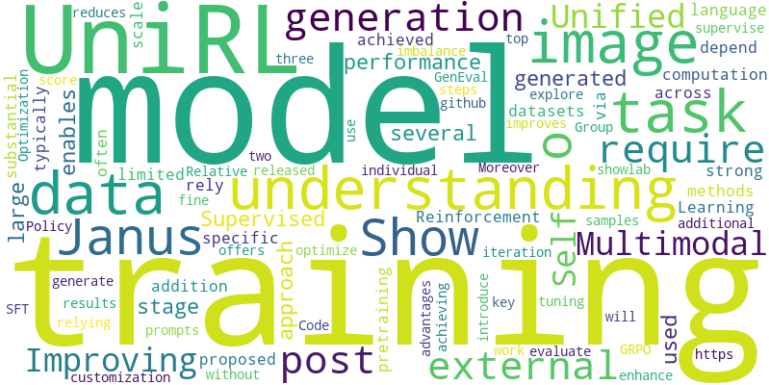 reduces
scale
UniRL
generation
achieved
imbalance
top
Unified
language
supervise
substantial
Optimization
typically
score
enables
often
model
performance
GenEval
steps
github
use
several
image
generated
explore
depend
computation
across
via
datasets
improves
Group
task
three
two
limited
Relative
released
rely
fine
individual
Moreover
o
require
showlab
strong
large
data
understanding
methods
Policy
Janus
Supervised
specific
offers
Show
Reinforcement
self
samples
Learning
additional
Multimodal
SFT
generate
results
relying
addition
stage
prompts
approach
optimize
training
iteration
pretraining
advantages
achieving
key
introduce
tuning
will
used
https
Improving
proposed
customization
without
post
Code
work
evaluate
external
GRPO
enhance